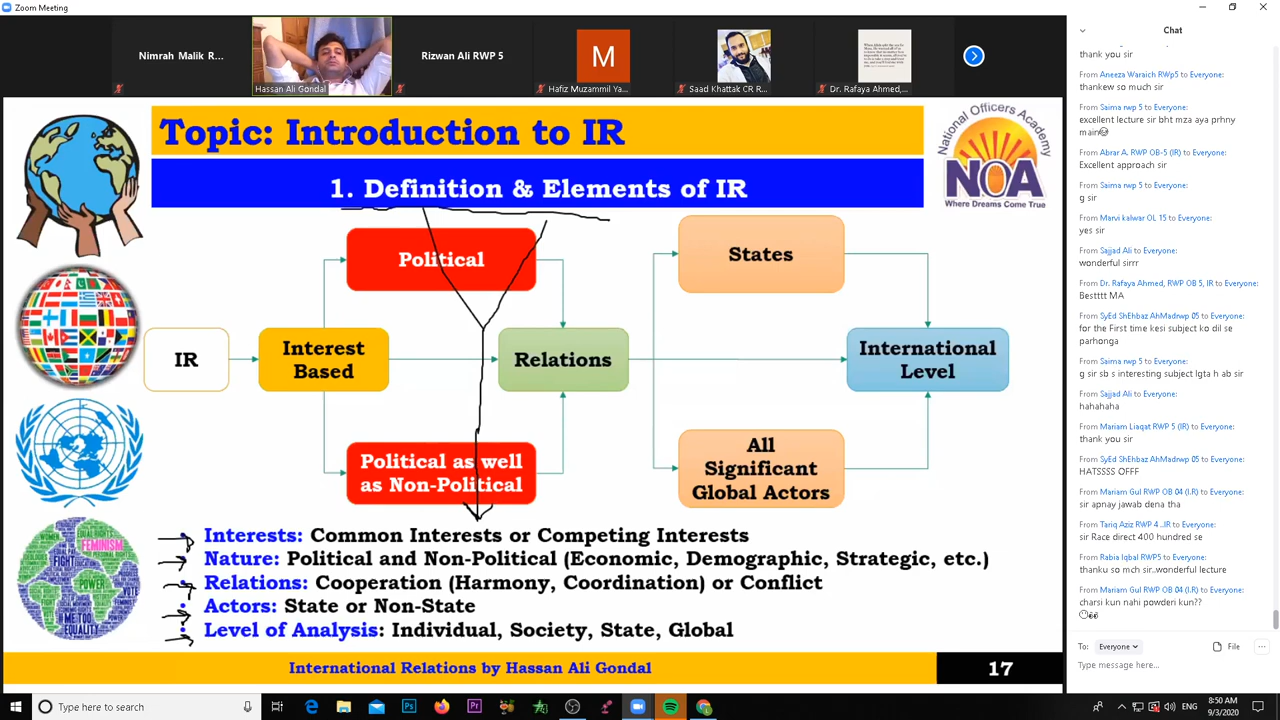 Zoom Meeting
Nimrah Malik R...
Hassan Ali Gondal
Rizwan Ali RWP 5
M
Hafiz Muzammil Ya...
Saad Khattak CR R...
Dr. Rafaya Ahmed,...
Topic: Introduction to IR
1. Definition & Elements of IR
National Officers Academy
NOA
Where Dreams Come True
Political
States
IR
Interest
Based
Relations
International
Level
Political as well
as Non-Political
All
Significant
Global Actors
Interests: Common Interests or Competing Interests
Nature: Political and Non-Political (Economic, Demographic, Strategic, etc.)
Relations: Cooperation (Harmony, Coordination) or Conflict
Actors: State or Non-State
Level of Analysis: Individual, Society, State, Global
FEMINISM
International Relations by Hassan Ali Gondal
17
Chat
thank you sir
From Aneeza Waraich RWp5 to Everyone:
thankew so much sir
From Saima rwp 5 to Everyone:
excellent lecture sir bht mza aya prhny
main
From Abrar A. RWP OB-5 (IR) to Everyone:
Excellent approach sir
From Saima rwp 5 to Everyone:
g sir
From Marvi kalwar OL 15 to Everyone:
yes sir
From Sajjad Ali to Everyone:
wonderful sirrr
From Dr. Rafaya Ahmed, RWP OB 5, IR to Everyone:
Bestttt MA
From SyEd ShEhbaz AhMadrwp 05 to Everyone:
for the First time kesi subject ko dil se
parhonga
From Saima rwp 5 to Everyone:
g sir sb s interesting subject lgta h ab sir
From Sajjad Ali to Everyone:
hahahaha
From Mariam Liaqat RWP 5 (IR) to Everyone:
thank you sir
From SyEd ShEhbaz AhMadrwp 05 to Everyone:
HATSSSS OFFF
From Mariam Gul RWP OB 04 (I.R) to Everyone:
sir apnay jawab dena tha
From Tariq Aziz RWP 4 ..IR to Everyone:
sir Race direct 400 hundred se
From Rabia Iqbal RWP5 to Everyone:
thanku so mch sir..wonderful lecture
From Mariam Gul RWP OB 04 (I.R) to Everyone:
charsi kun nahi powderi kun??
To: Everyone
File
Type message here...
Type here to search
ENG
8:50 AM
9/3/2020